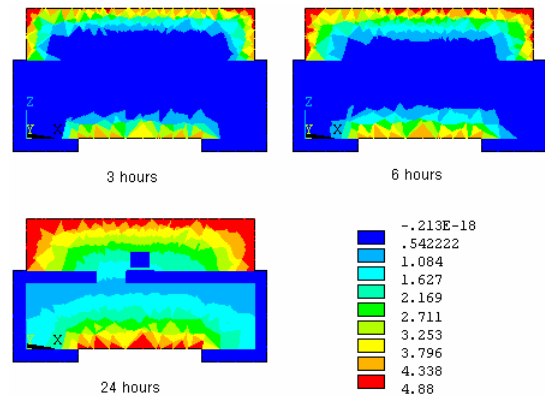 Z
Y X
3 hours
Z
Y X
6 hours
Z
Y X
24 hours
-.213E-18
.542222
1.084
1.627
2.169
2.711
3.253
3.796
4.338
4.88